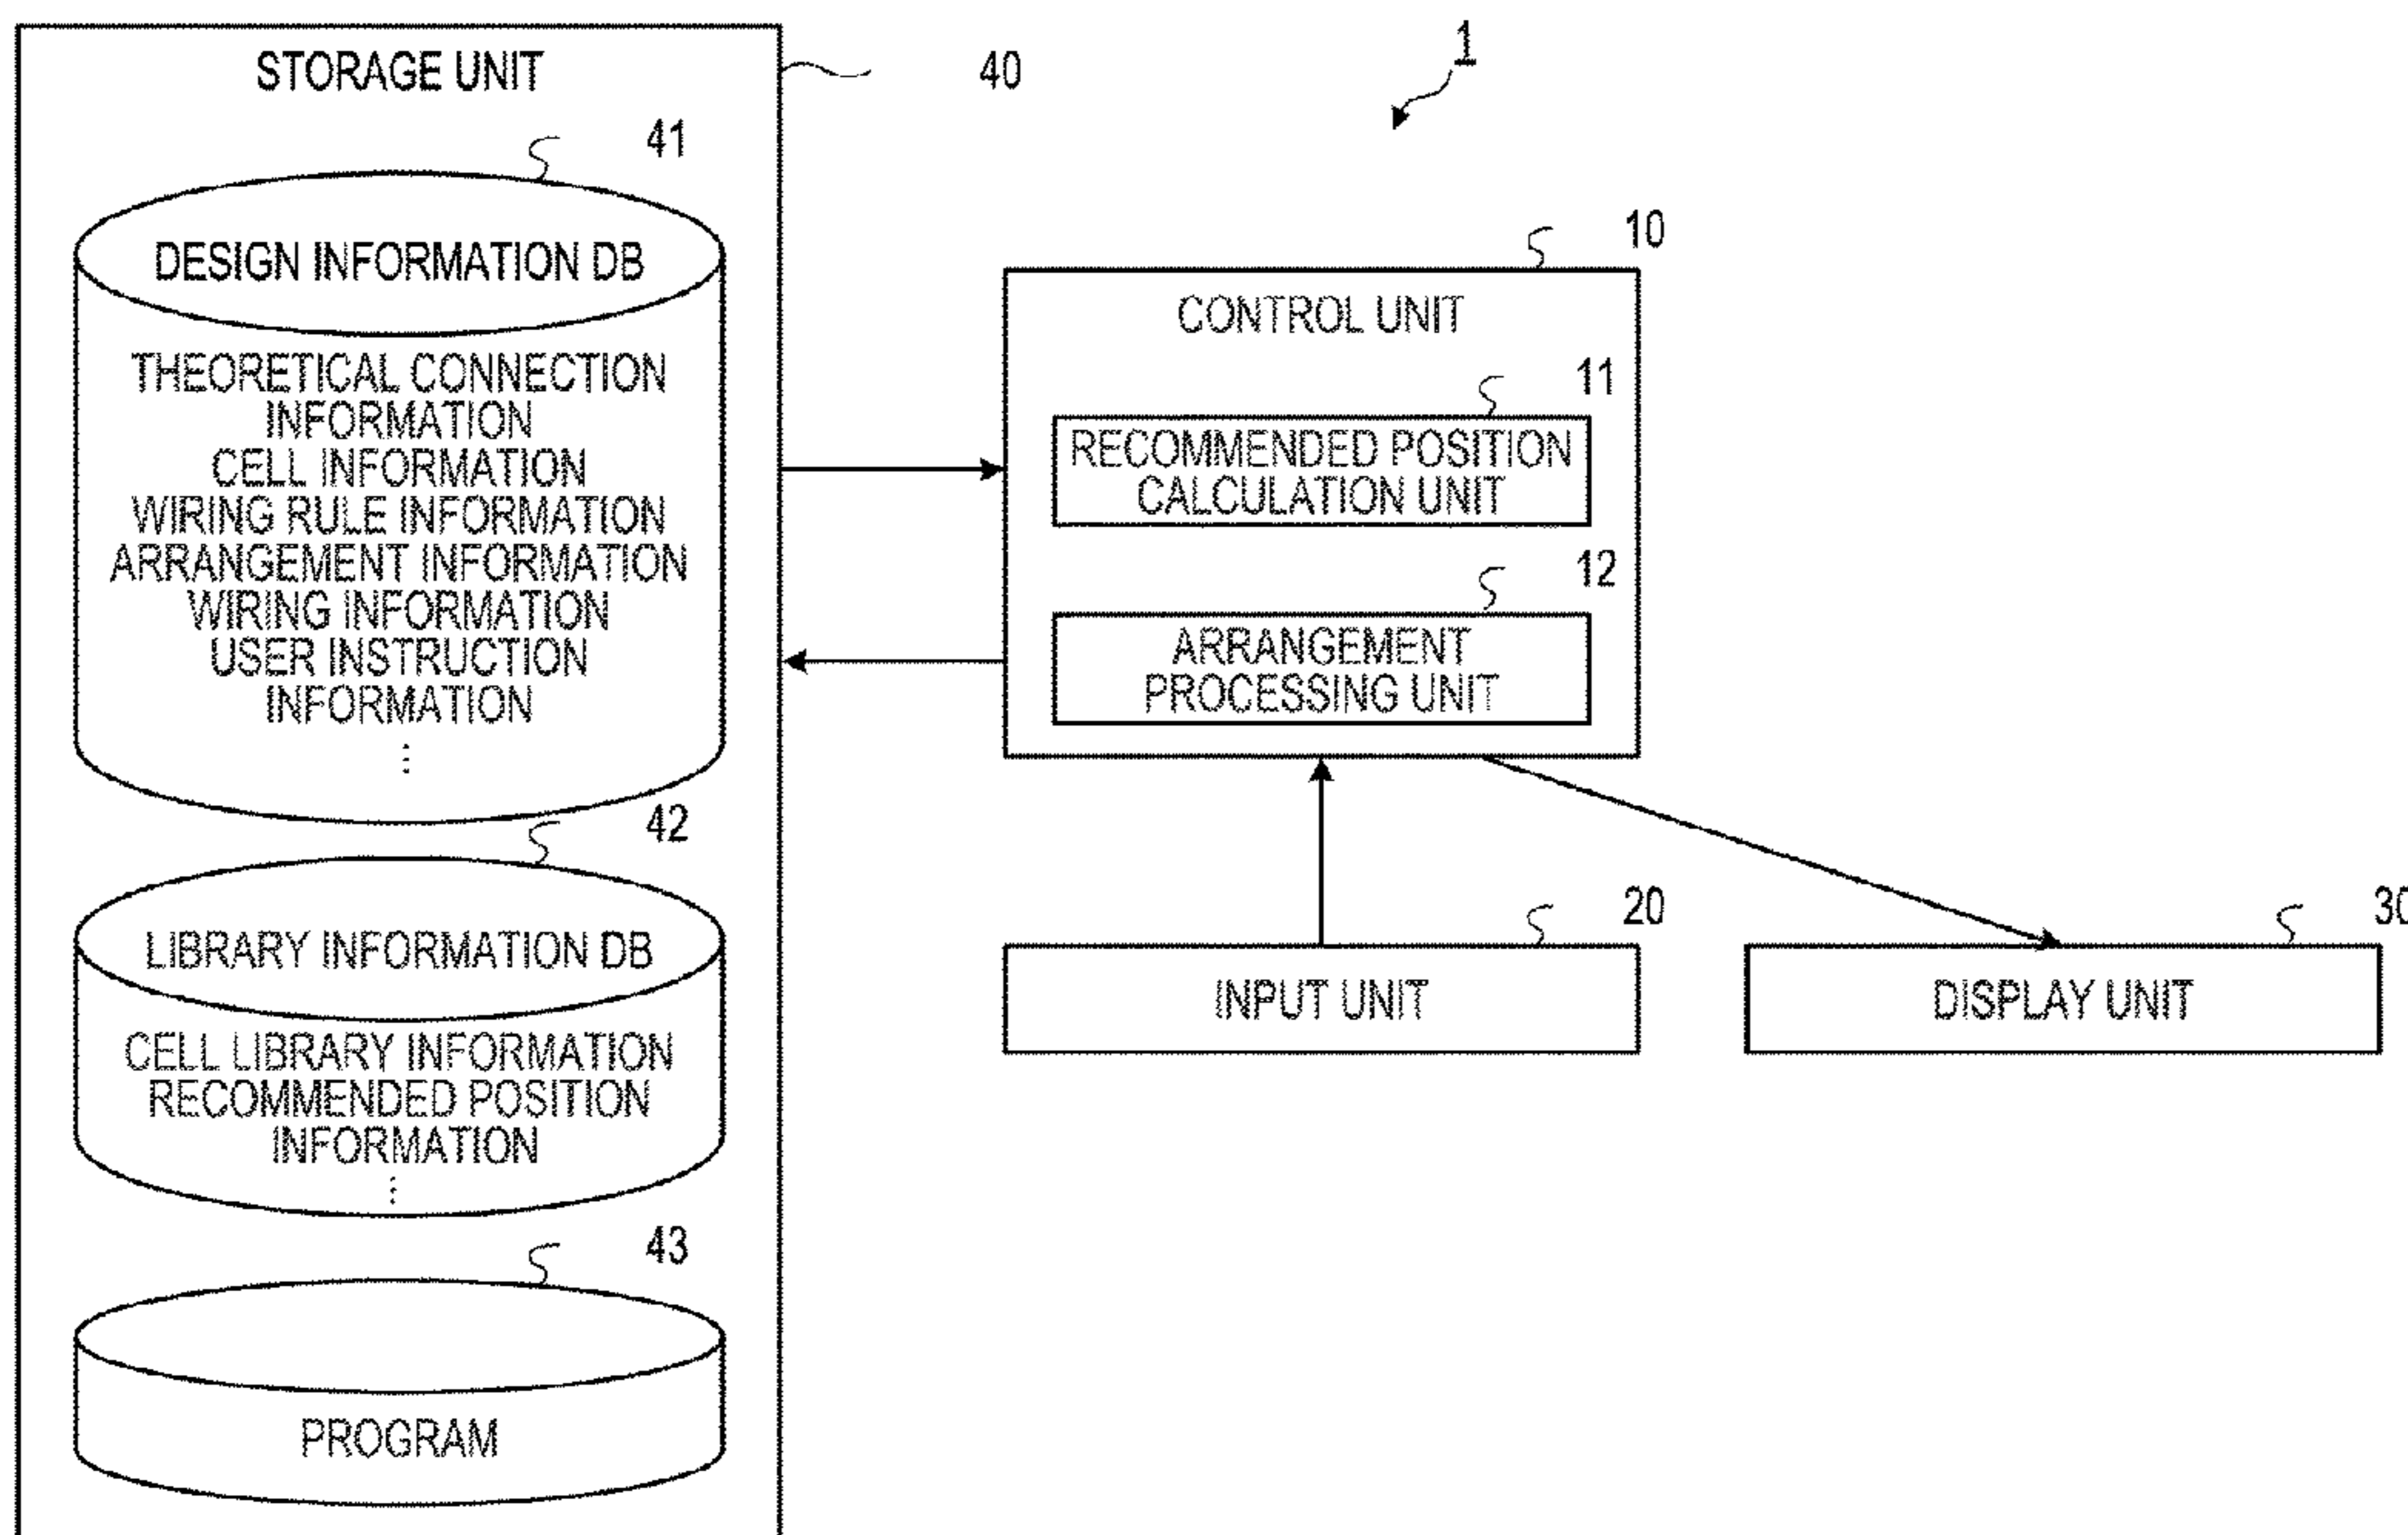 1
STORAGE UNIT
40
41
DESIGN INFORMATION DB
THEORETICAL CONNECTION
INFORMATION
CELL INFORMATION
WIRING RULE INFORMATION
ARRANGEMENT INFORMATION
WIRING INFORMATION
USER INSTRUCTION
INFORMATION
⋮
42
LIBRARY INFORMATION DB
CELL LIBRARY INFORMATION
RECOMMENDED POSITION
INFORMATION
⋮
43
PROGRAM
10
CONTROL UNIT
11
RECOMMENDED POSITION
CALCULATION UNIT
12
ARRANGEMENT
PROCESSING UNIT
20
INPUT UNIT
30
DISPLAY UNIT